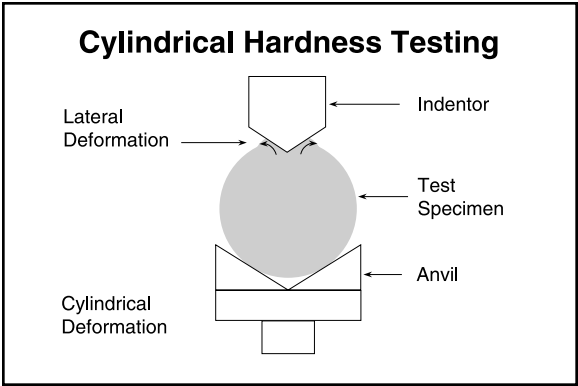 Cylindrical Hardness Testing
Indentor
Lateral
Deformation
Test
Specimen
Anvil
Cylindrical
Deformation